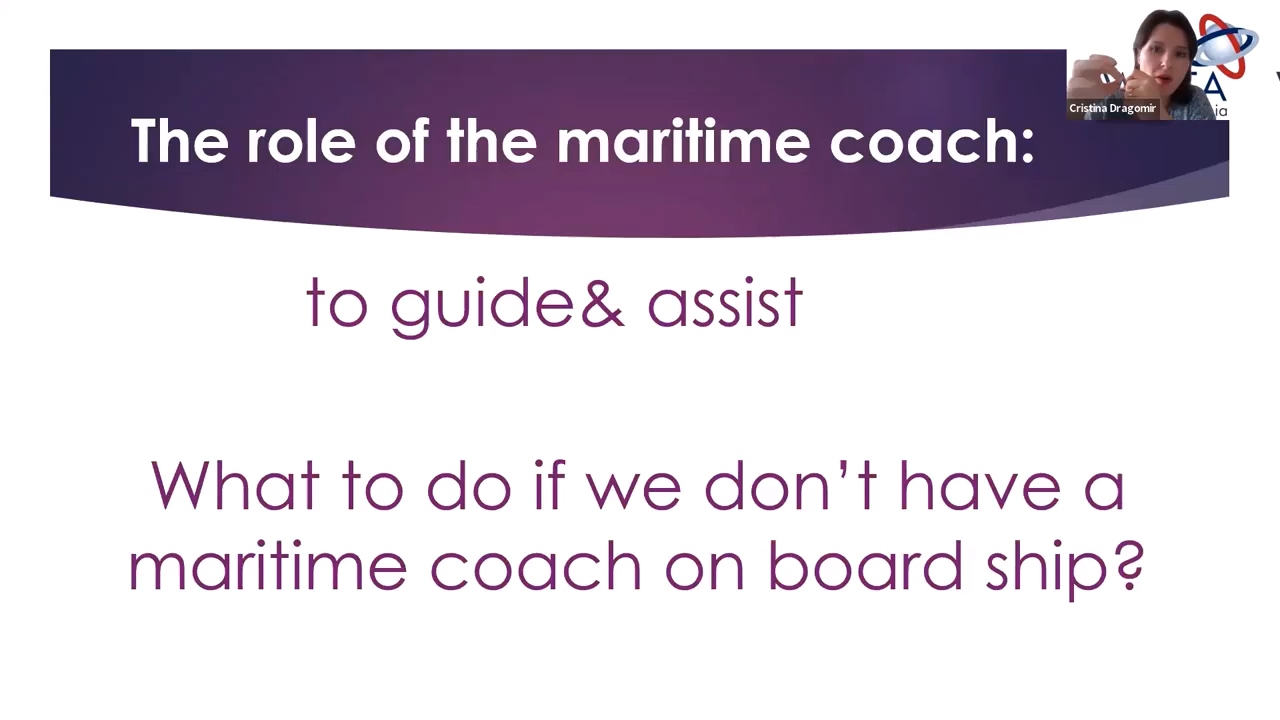 The role of the maritime coach:
Cristina Dragomir
to guide& assist
What to do if we don’t have a
maritime coach on board ship?